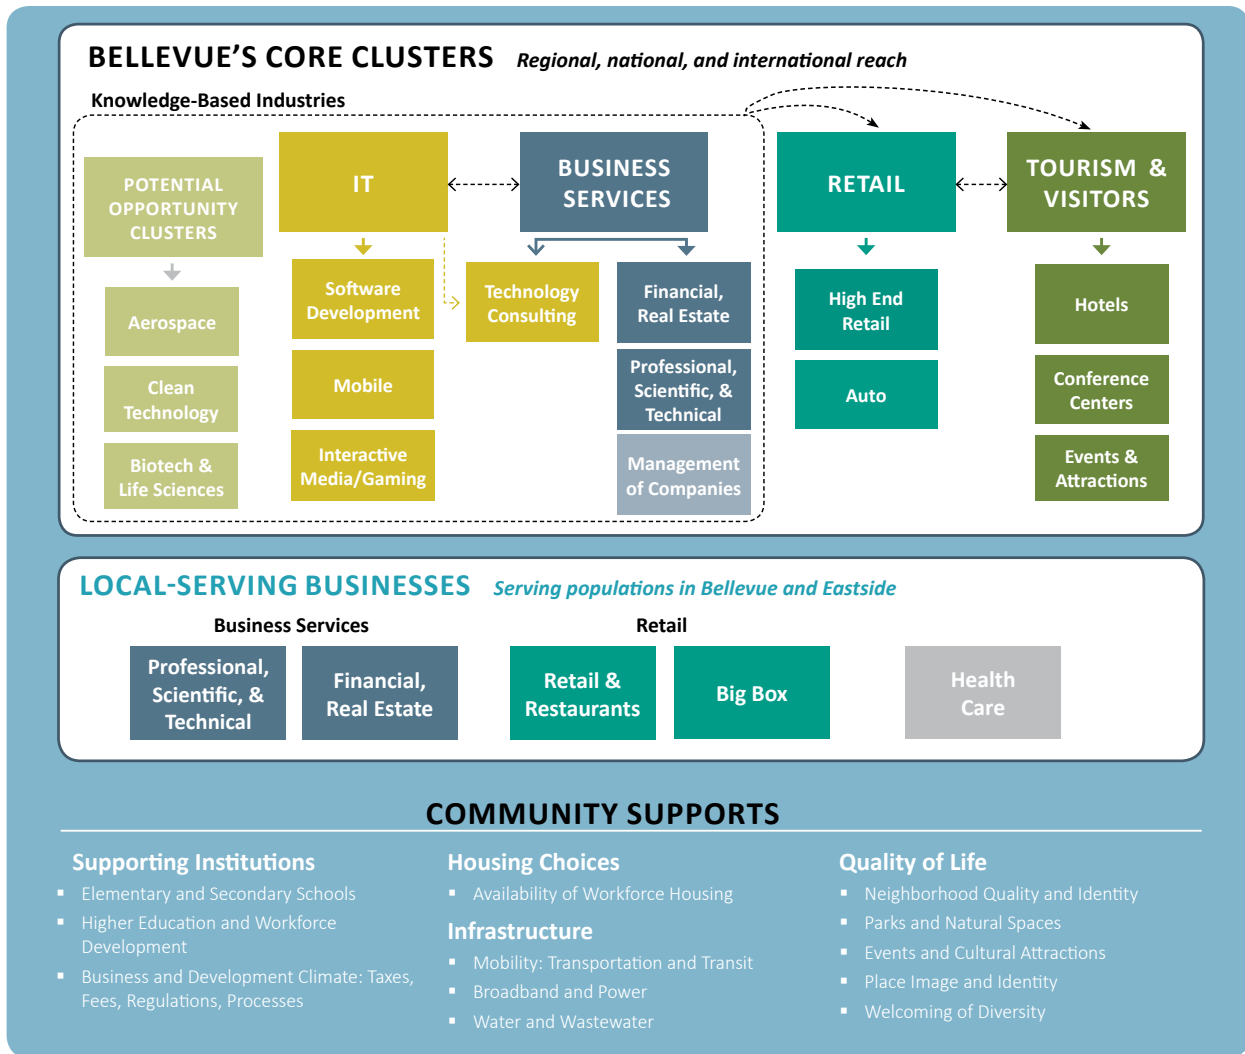 BELLEVUE'S CORE CLUSTERS Regional, national, and international reach
Knowledge-Based Industries
POTENTIAL
OPPORTUNITY
CLUSTERS
Aerospace
Clean
Technology
Biotech &
Life Sciences
IT
Software
Development
Mobile
Interactive
Media/Gaming
BUSINESS
SERVICES
Technology
Consulting
Financial,
Real Estate
Professional,
Scientific, &
Technical
Management
of Companies
RETAIL
High End
Retail
Auto
TOURISM &
VISITORS
Hotels
Conference
Centers
Events &
Attractions
LOCAL-SERVING BUSINESSES Serving populations in Bellevue and Eastside
Business Services
Professional,
Scientific, &
Technical
Financial,
Real Estate
Retail
Retail &
Restaurants
Big Box
Health
Care
COMMUNITY SUPPORTS
Supporting Institutions
▪ Elementary and Secondary Schools
▪ Higher Education and Workforce
Development
▪ Business and Development Climate: Taxes,
Fees, Regulations, Processes
Housing Choices
▪ Availability of Workforce Housing
Infrastructure
▪ Mobility: Transportation and Transit
▪ Broadband and Power
▪ Water and Wastewater
Quality of Life
▪ Neighborhood Quality and Identity
▪ Parks and Natural Spaces
▪ Events and Cultural Attractions
▪ Place Image and Identity
▪ Welcoming of Diversity